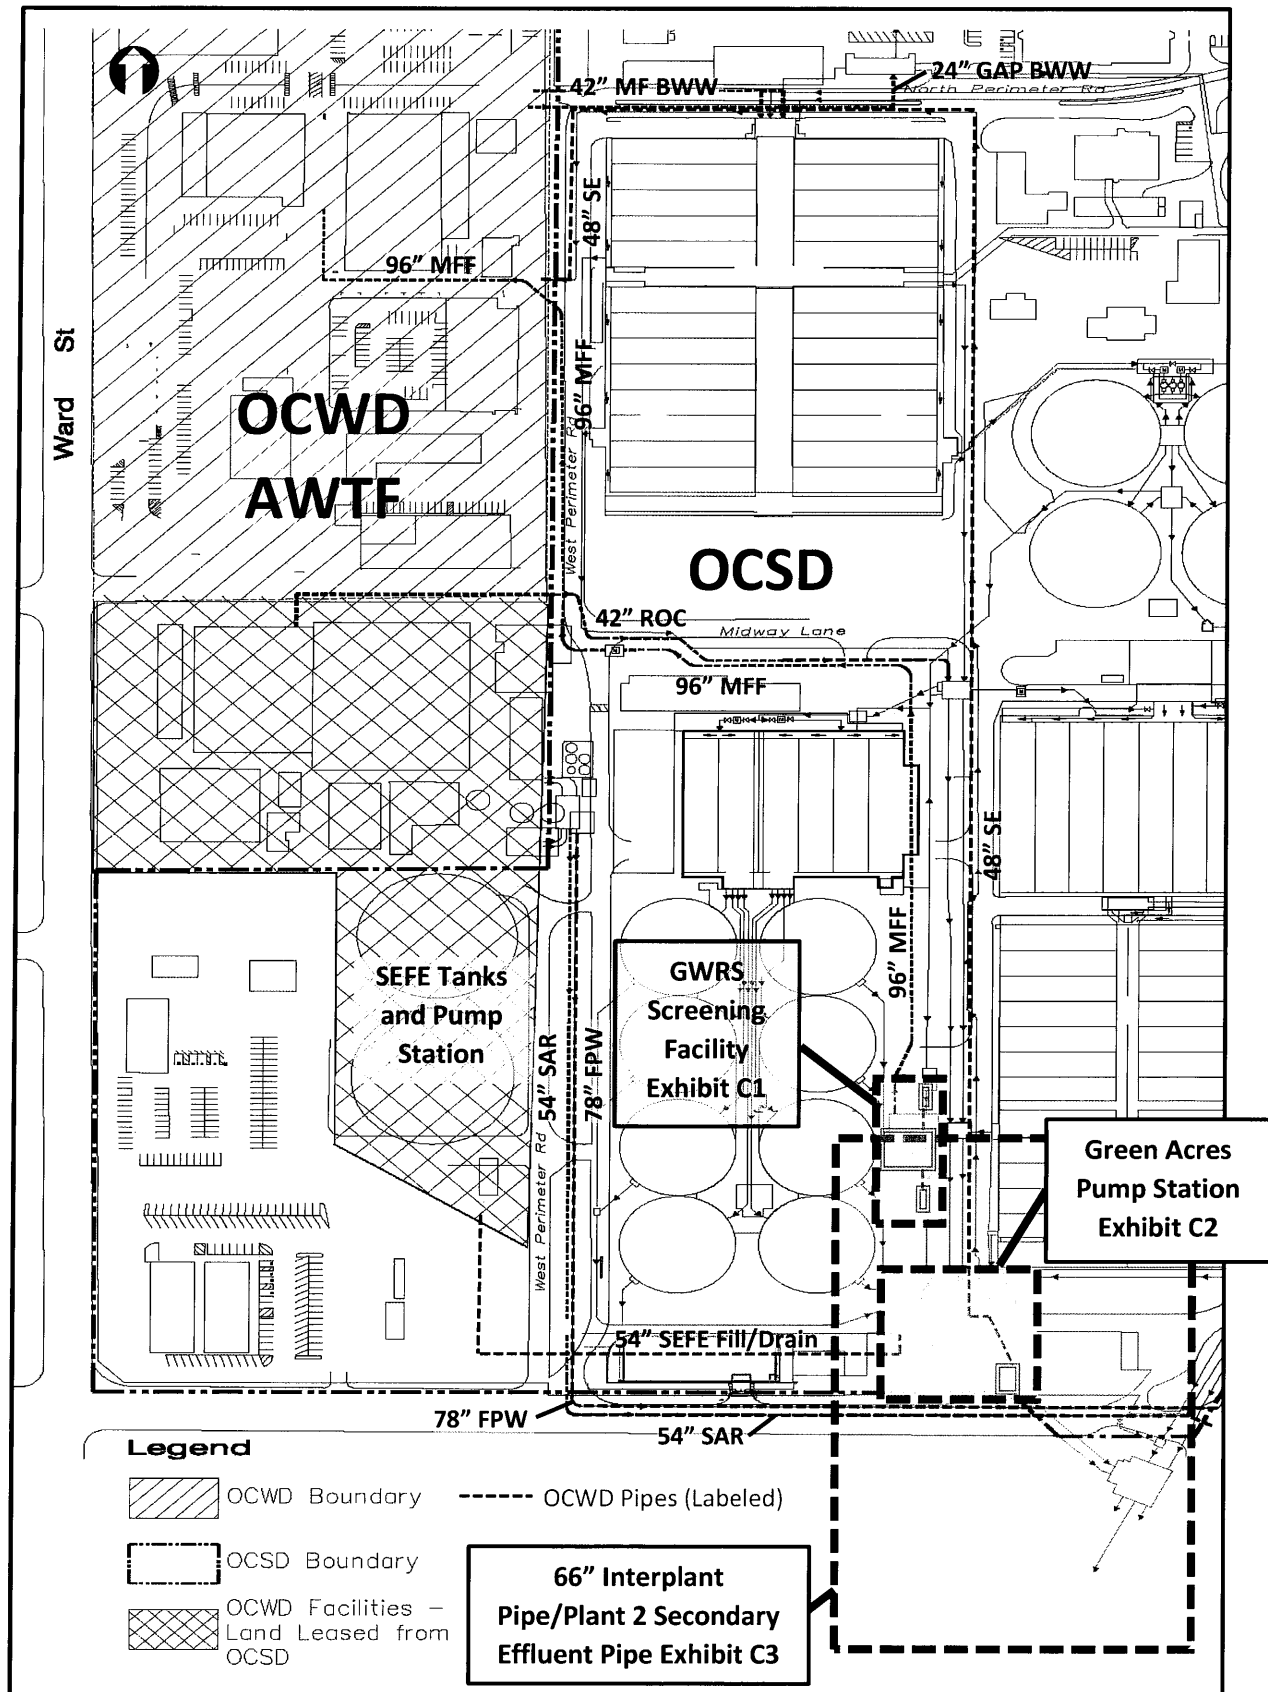 24” GAP BWW
42” MF BWW
North Perimeter Rd
48” SE
96” MFF
96” MFF
Ward St
OCWD
AWTF
West Perimeter Rd
OCSD
42” ROC
Midway Lane
96” MFF
48” SE
96” MFF
SEFE Tanks
and Pump
Station
GWRS
Screening
Facility
Exhibit C1
54” SAR
78” FPW
West Perimeter Rd
Green Acres
Pump Station
Exhibit C2
54” SEFE Fill/Drain
78” FPW
54” SAR
Legend
OCWD Boundary
OCWD Pipes (Labeled)
OCSD Boundary
OCWD Facilities –
Land Leased from
OCSD
66” Interplant
Pipe/Plant 2 Secondary
Effluent Pipe Exhibit C3